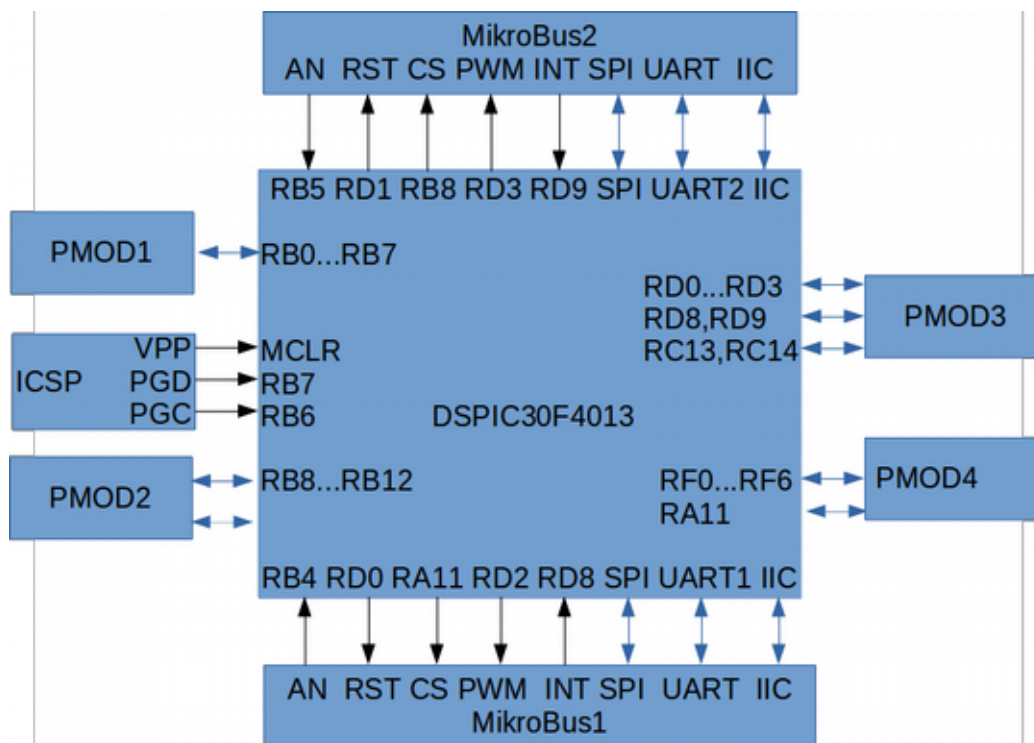 MikroBus2
AN RST CS PWM INT SPI UART IIC
RB5 RD1 RB8 RD3 RD9 SPI UART2 IIC
PMOD1
RB0...RB7
RD0...RD3
RD8,RD9
RC13,RC14
PMOD3
ICSP
VPP
PGD
PGC
MCLR
RB7
RB6
DSPIC30F4013
PMOD2
RB8...RB12
RF0...RF6
RA11
PMOD4
RB4 RD0 RA11 RD2 RD8 SPI UART1 IIC
AN RST CS PWM INT SPI UART IIC
MikroBus1